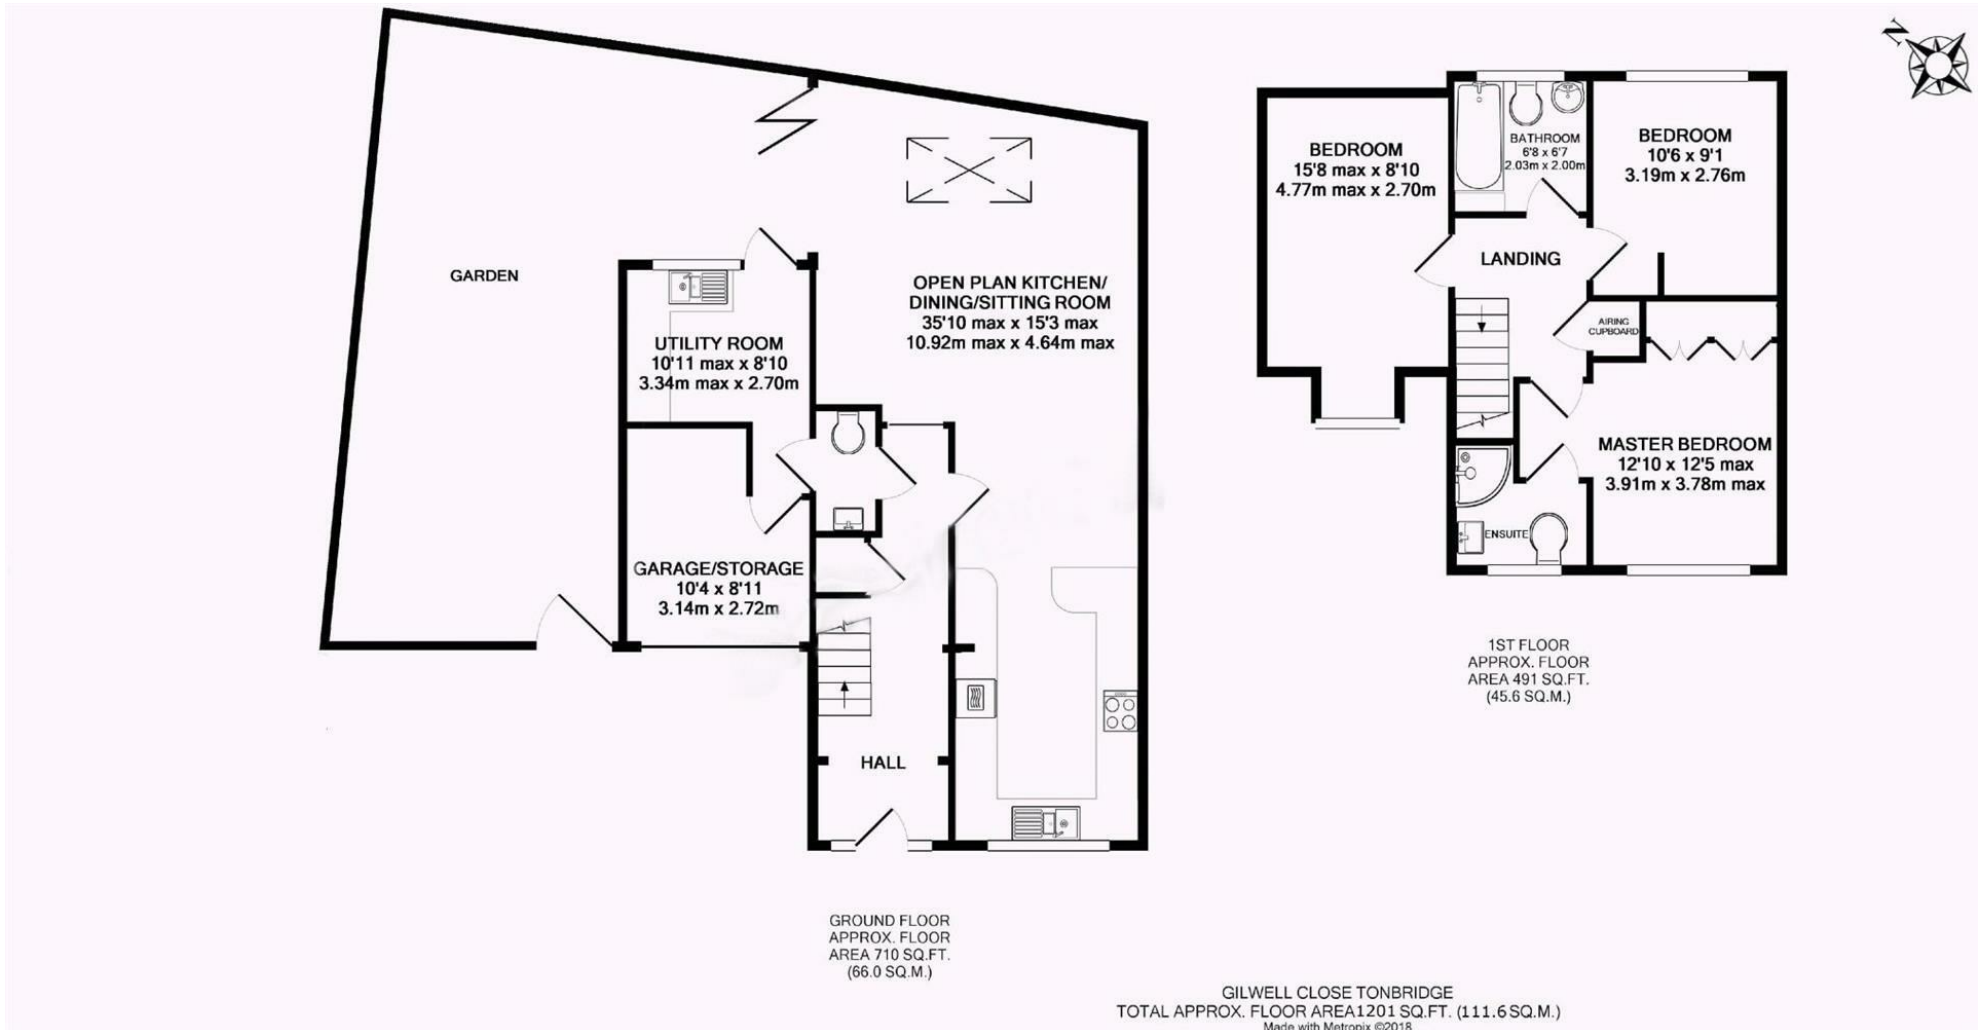 N
GARDEN
UTILITY ROOM
10'11 max x 8'10
3.34m max x 2.70m
GARAGE/STORAGE
10'4 x 8'11
3.14m x 2.72m
OPEN PLAN KITCHEN/
DINING/SITTING ROOM
35'10 max x 15'3 max
10.92m max x 4.64m max
HALL
GROUND FLOOR
APPROX. FLOOR
AREA 710 SQ.FT.
(66.0 SQ.M.)
BEDROOM
15'8 max x 8'10
4.77m max x 2.70m
BATHROOM
6'8 x 6'7
2.03m x 2.00m
BEDROOM
10'6 x 9'1
3.19m x 2.76m
LANDING
AIRING
CUPBOARD
MASTER BEDROOM
12'10 x 12'5 max
3.91m x 3.78m max
ENSUITE
1ST FLOOR
APPROX. FLOOR
AREA 491 SQ.FT.
(45.6 SQ.M.)
GILWELL CLOSE TONBRIDGE
TOTAL APPROX. FLOOR AREA1201 SQ.FT. (111.6SQ.M.)
Made with Metropix ©2018